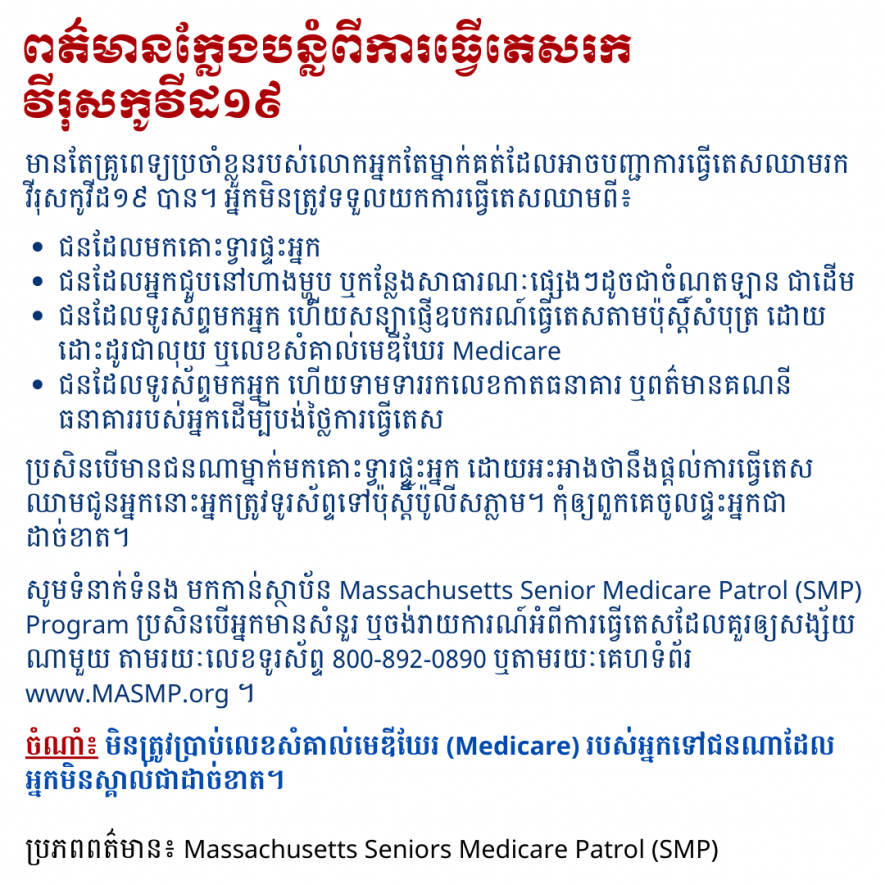 ពត៌មានក្លែងបន្លំពីការធ្វើតេសរក
វីរុសកូវីដ១៩
មានតែគ្រូពេទ្យប្រចាំខ្លួនរបស់លោកអ្នកតែម្នាក់គត់ដែលអាចបញ្ជាការធ្វើតេសឈាមរក
វីរុសកូវីដ១៩ បាន។ អ្នកមិនត្រូវទទួលយកការធ្វើតេសឈាមពី៖
• ជនដែលមកគោះទ្វារផ្ទះអ្នក
• ជនដែលអ្នកជួបនៅហាងម្ហូប ឬកន្លែងសាធារណៈផ្សេងៗដូចជាចំណតឡាន ជាដើម
• ជនដែលទូរស័ព្ទមកអ្នក ហើយសន្យាផ្ញើឧបករណ៍ធ្វើតេសតាមប៉ុស្តិ៍សំបុត្រ ដោយ
ដោះដូរជាលុយ ឬលេខសំគាល់មេឌីឃែរ Medicare
• ជនដែលទូរស័ព្ទមកអ្នក ហើយទាមទាររកលេខកាតធនាគារ ឬពត៌មានគណនី
ធនាគាររបស់អ្នកដើម្បីបង់ថ្លៃការធ្វើតេស
ប្រសិនបើមានជនណាម្នាក់មកគោះទ្វារផ្ទះអ្នក ដោយអះអាងថានឹងផ្តល់ការធ្វើតេស
ឈាមជូនអ្នកនោះអ្នកត្រូវទូរស័ព្ទទៅប៉ុស្តិ៍ប៉ូលីសភ្លាម។ កុំឲ្យពួកគេចូលផ្ទះអ្នកជា
ដាច់ខាត។
សូមទំនាក់ទំនង មកកាន់ស្ថាប័ន Massachusetts Senior Medicare Patrol (SMP)
Program ប្រសិនបើអ្នកមានសំនួរ ឬចង់រាយការណ៍អំពីការធ្វើតេសដែលគួរឲ្យសង្ស័យ
ណាមួយ តាមរយៈលេខទូរស័ព្ទ 800-892-0890 ឬតាមរយៈគេហទំព័រ
www.MASMP.org ។
ចំណាំ៖ មិនត្រូវប្រាប់លេខសំគាល់មេឌីឃែរ (Medicare) របស់អ្នកទៅជនណាដែល
អ្នកមិនស្គាល់ជាដាច់ខាត។
ប្រភពពត៌មាន៖ Massachusetts Seniors Medicare Patrol (SMP)